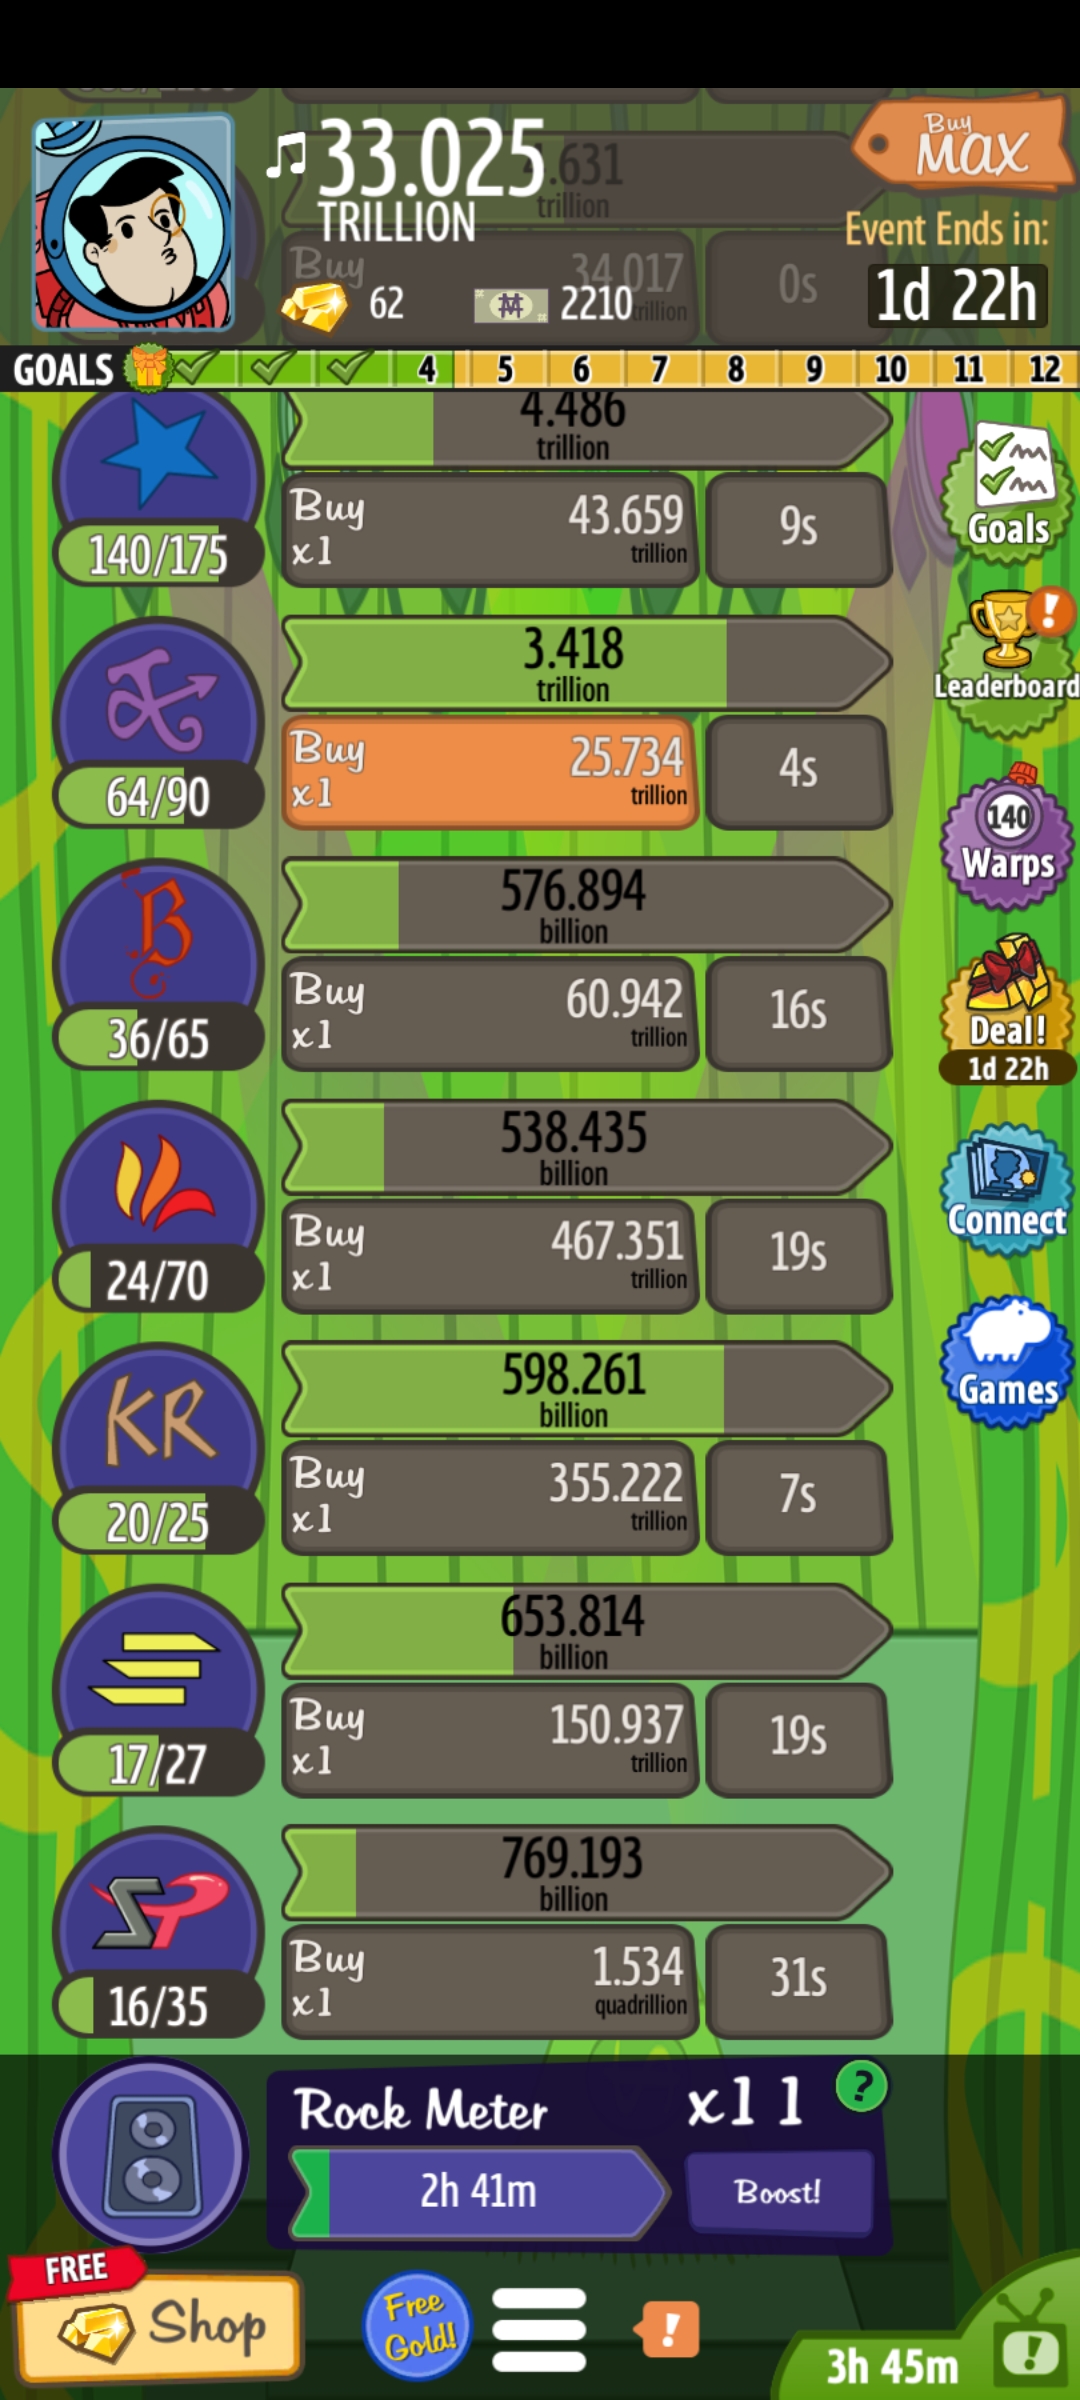 ♫33.025
TRILLION
4.631
trillion
Buy
MAX
Event Ends in:
1d 22h
Buy
34.017
trillion
0s
62
2210
GOALS
4
5
6
7
8
9
10
11
12
4.486
trillion
140/175
Buy
x1
43.659
trillion
9s
Goals
3.418
trillion
64/90
Buy
x1
25.734
trillion
4s
Leaderboard
576.894
billion
36/65
Buy
x1
60.942
trillion
16s
140
Warps
538.435
billion
24/70
Buy
x1
467.351
trillion
19s
Deal!
1d 22h
KR
598.261
billion
20/25
Buy
x1
355.222
trillion
7s
Connect
653.814
billion
17/27
Buy
x1
150.937
trillion
19s
Games
769.193
billion
16/35
Buy
x1
1.534
quadrillion
31s
Rock Meter
x11
?
2h 41m
Boost!
FREE
Shop
Free
Gold!
!
3h 45m